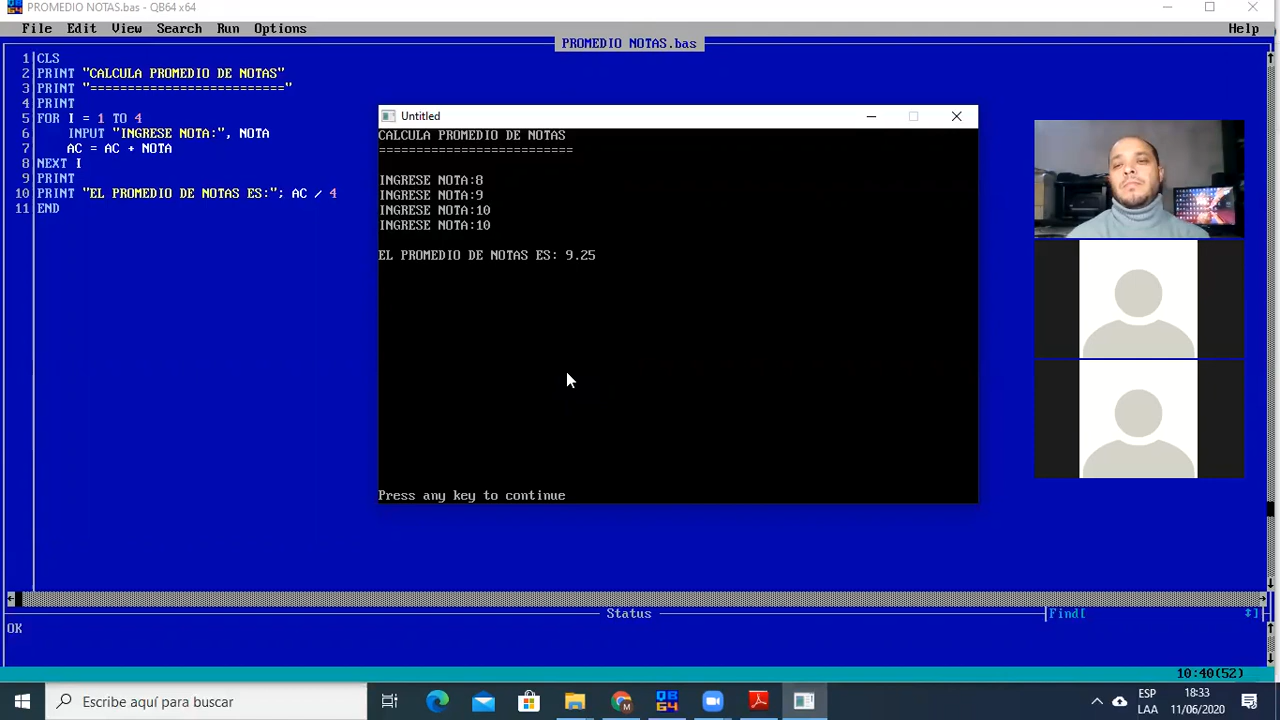 PROMEDIO NOTAS.bas - QB64 x64
File Edit View Search Run Options Help
PROMEDIO NOTAS.bas
1 CLS
2 PRINT "CALCULA PROMEDIO DE NOTAS"
3 PRINT "=========================="
4 PRINT
5 FOR I = 1 TO 4
6 INPUT "INGRESE NOTA:", NOTA
7 AC = AC + NOTA
8 NEXT I
9 PRINT
10 PRINT "EL PROMEDIO DE NOTAS ES:"; AC / 4
11 END
Untitled
CALCULA PROMEDIO DE NOTAS
==========================
INGRESE NOTA:8
INGRESE NOTA:9
INGRESE NOTA:10
INGRESE NOTA:10
EL PROMEDIO DE NOTAS ES: 9.25
Press any key to continue
Status
Find[ ↕]
OK
10:40(52)
Escribe aquí para buscar
QB64
M
ESP
LAA
18:33
11/06/2020